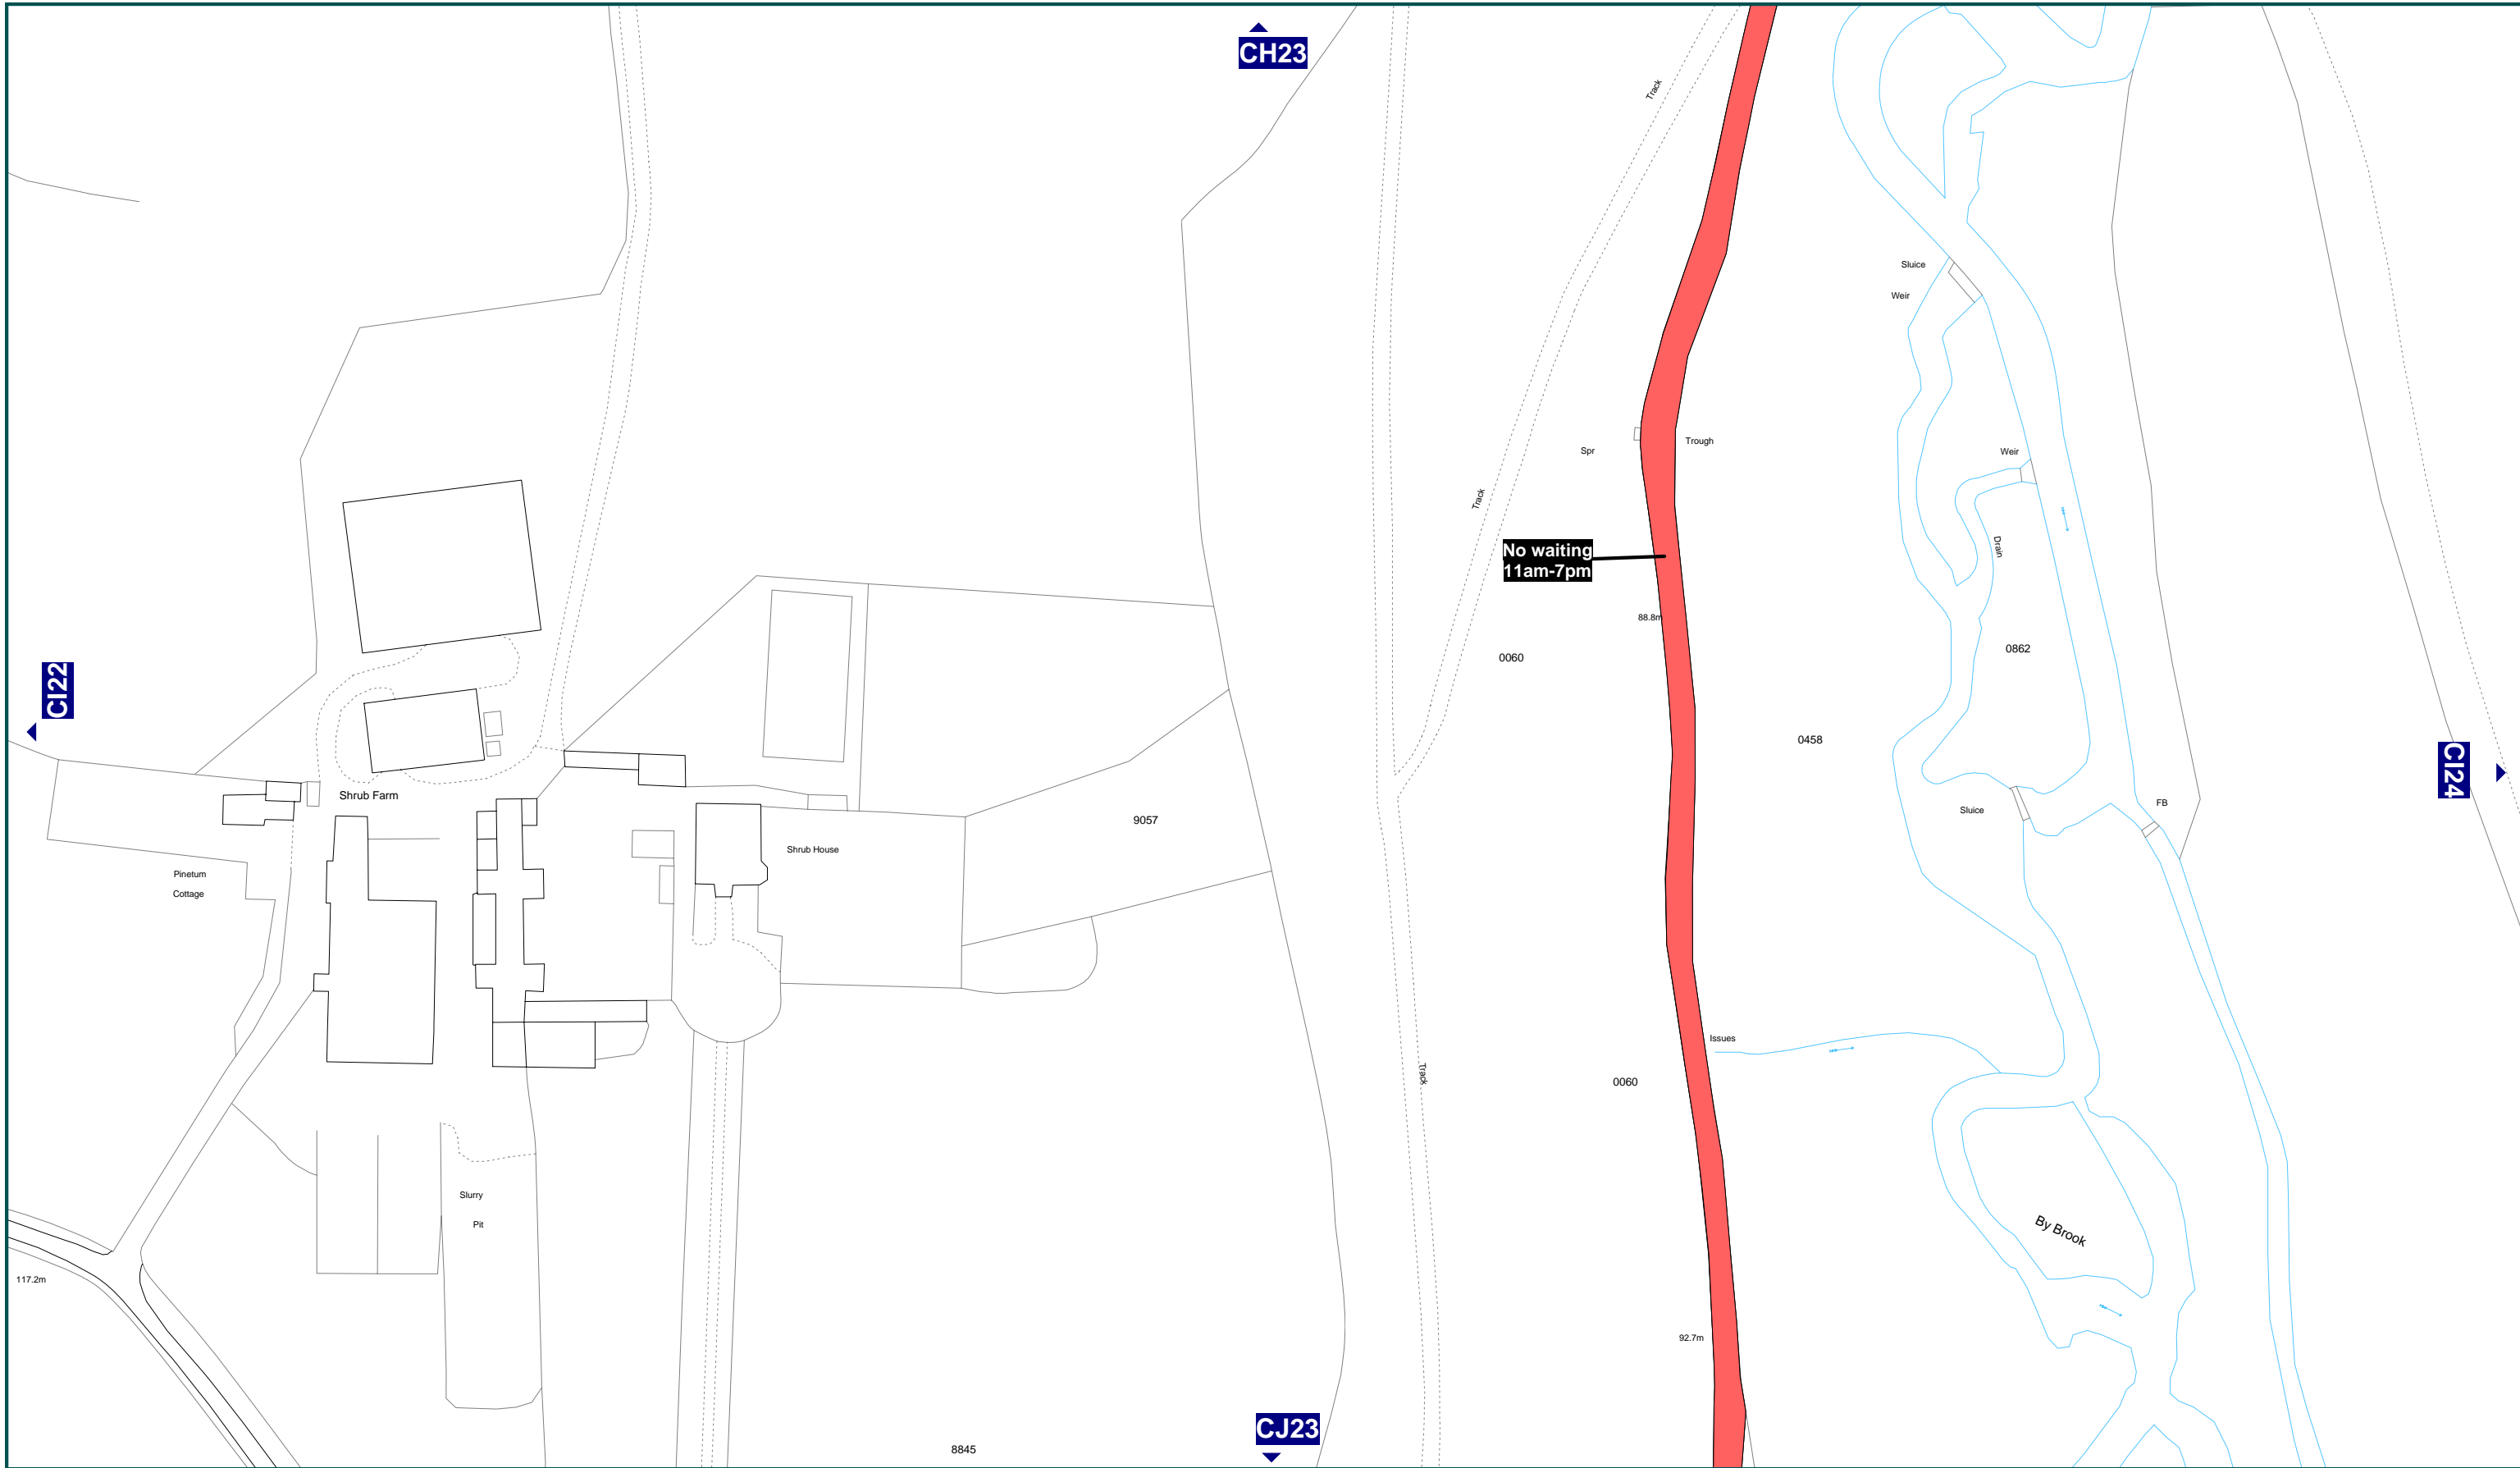 CH23
Track
Sluice
Weir
Spr
Trough
Weir
Track
Drain
No waiting
11am-7pm
88.8m
0060
0862
CI22
0458
CI24
Shrub Farm
FB
Sluice
9057
Shrub House
Pinetum
Cottage
Issues
Track
0060
Slurry
Pit
By Brook
117.2m
92.7m
CJ23
8845